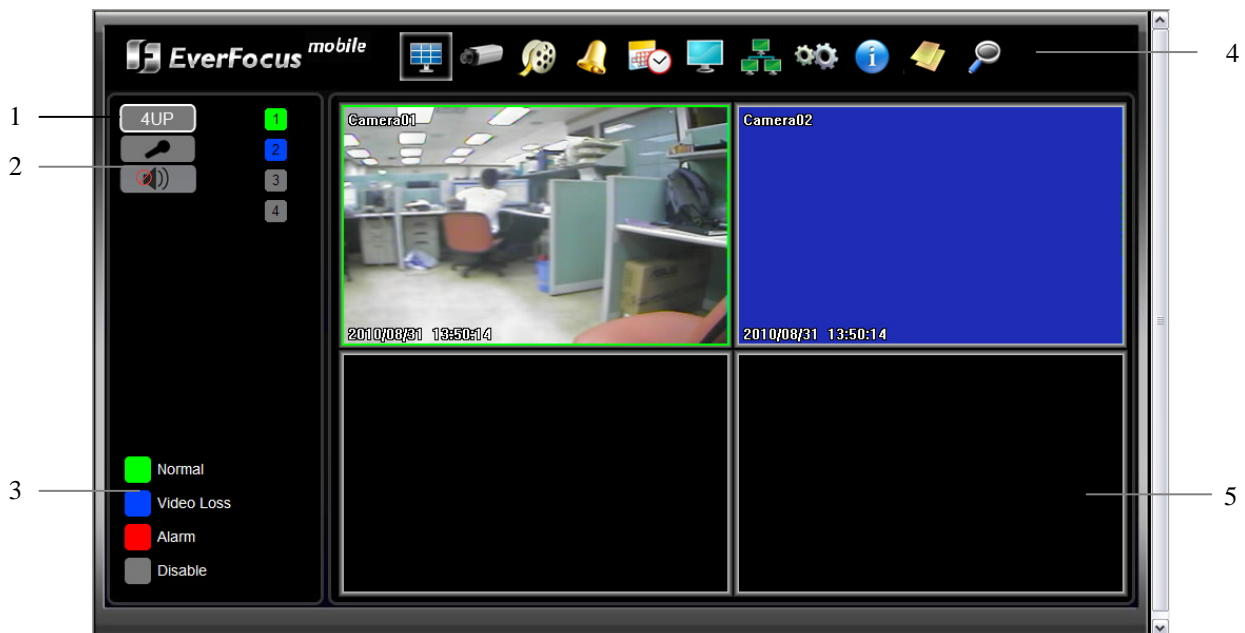 EverFocus mobile
4
1
4UP
1
2
2
3
4
Camera01
Camera02
2010/08/31 13:50:14
2010/08/31 13:50:14
3
Normal
Video Loss
Alarm
Disable
5